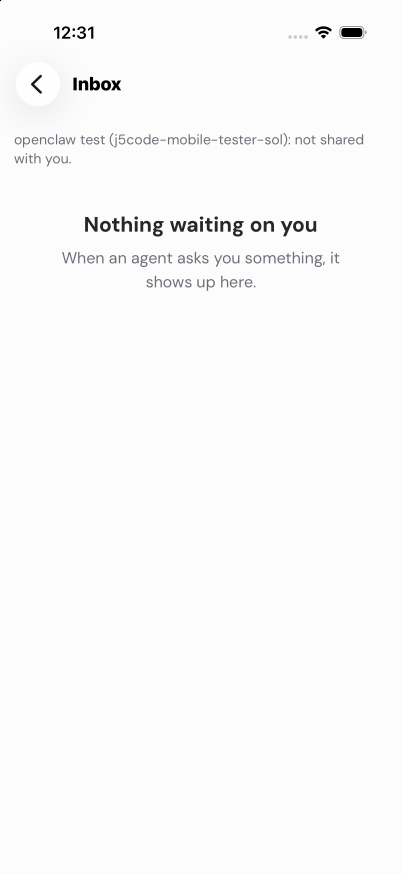 12:31
Inbox
openclaw test (j5code-mobile-tester-sol): not shared
with you.
Nothing waiting on you
When an agent asks you something, it
shows up here.